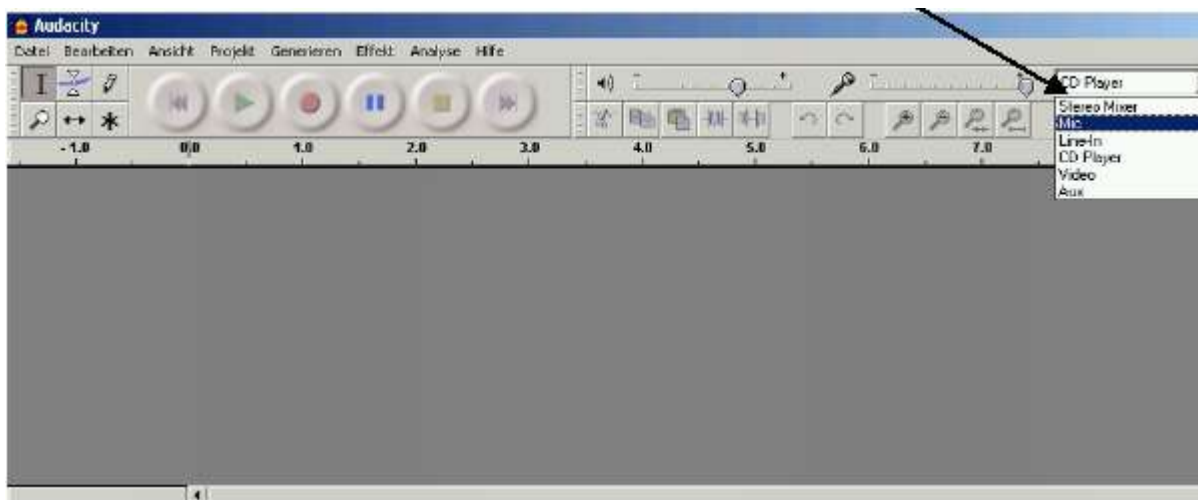 Audacity
Datei Bearbeiten Ansicht Projekt Generieren Effekt Analyse Hilfe
CD Player
Stereo Mixer
Mic
Line-In
CD Player
Video
Aux
- 1.0 0,0 1.0 2.0 3.0 4.0 5.0 6.0 7.0